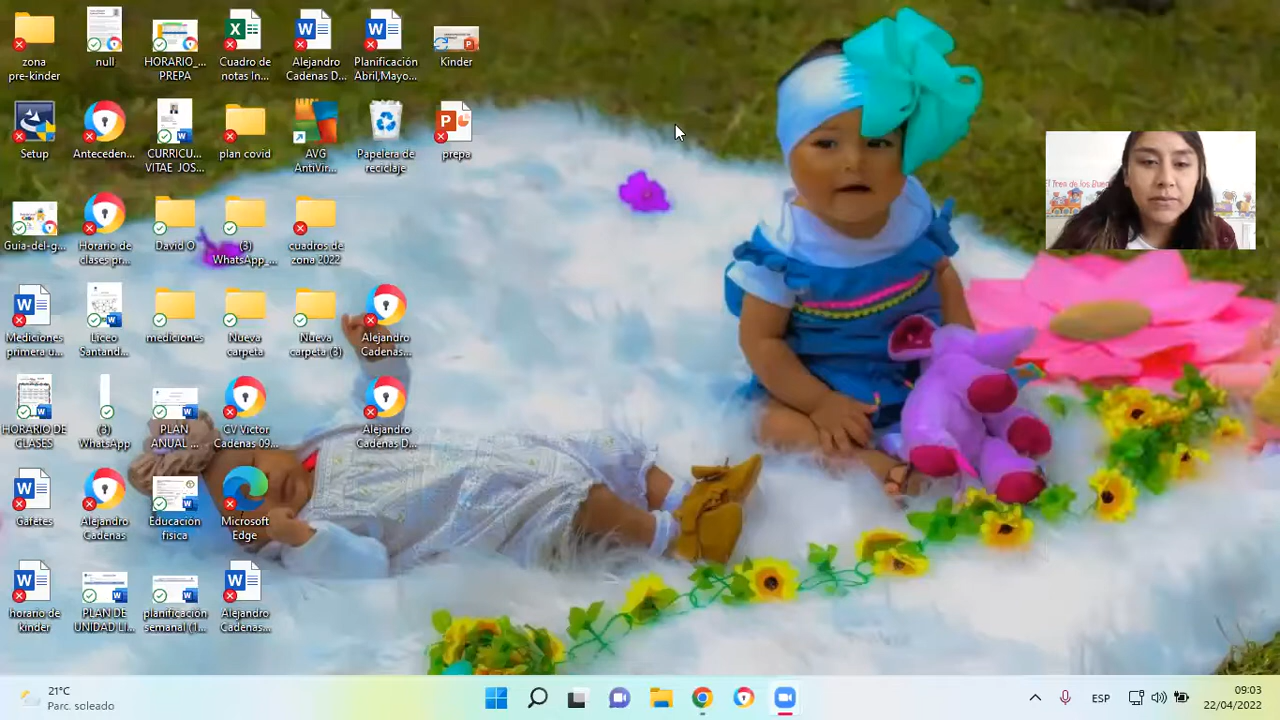 zona
pre-kinder
null
HORARIO_...
PREPA
Cuadro de
notas in...
Alejandro
Cadenas D...
Planificación
Abril,Mayo...
Kinder
Setup
Anteceden...
CURRICU...
VITAE JOS...
plan covid
AVG
AntiVir...
Papelera de
reciclaje
prepa
Guia-del-g...
Horario de
clases pr...
David O
(3)
WhatsApp_...
cuadros de
zona 2022
Mediciones
primera u...
Liceo
Santand...
mediciones
Nueva
carpeta
Nueva
carpeta (3)
Alejandro
Cadenas...
HORARIO DE
CLASES
(3)
WhatsApp
PLAN
ANUAL ...
CV Victor
Cadenas 09...
Alejandro
Cadenas D...
Gafetes
Alejandro
Cadenas
Educación
física
Microsoft
Edge
horario de
kinder
PLAN DE
UNIDAD LI...
planificación
semanal (1...
Alejandro
Cadenas...
21°C
Parc. soleado
ESP
09:03
22/04/2022